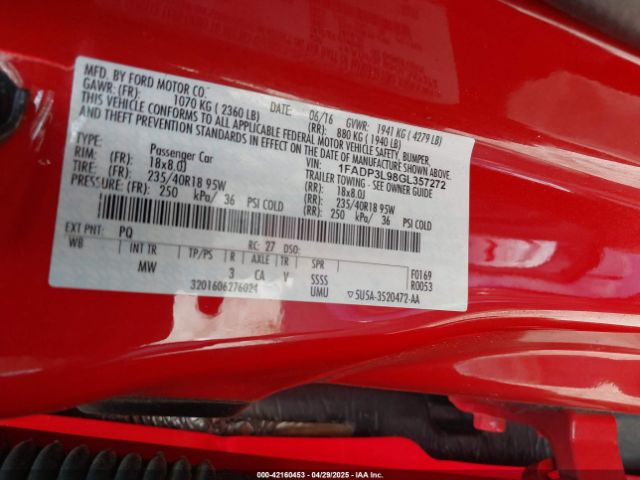 MFD. BY FORD MOTOR CO.
DATE: 06/16 GVWR: 1941 KG ( 4279 LB)
GAWR: (FR): 1070 KG ( 2360 LB) (RR): 880 KG ( 1940 LB)
THIS VEHICLE CONFORMS TO ALL APPLICABLE FEDERAL MOTOR VEHICLE SAFETY, BUMPER,
AND THEFT PREVENTION STANDARDS IN EFFECT ON THE DATE OF MANUFACTURE SHOWN ABOVE.
VIN: 1FADP3L98GL357272
TYPE: Passenger Car TRAILER TOWING - SEE OWNER GUIDE
RIM: (FR): 18x8.0J (RR): 18x8.0J
TIRE: (FR): 235/40R18 95W (RR): 235/40R18 95W
PRESSURE: (FR): 250 kPa/ 36 PSI COLD (RR): 250 kPa/ 36 PSI COLD
EXT PNT: PQ RC: 27 DSO:
WB INT TR TP/PS R AXLE TR SPR F0169
MW 3 CA V SSSS R0053
3201606276024 UMU ▽5U5A-3520472-AA
000-42160453 - 04/29/2025 - IAA Inc.